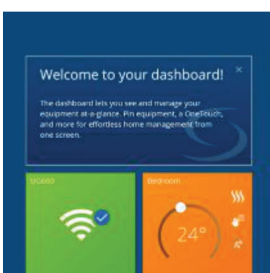 Welcome to your dashboard!
The dashboard lets you see and manage your
equipment at-a-glance. Pin equipment, a OneTouch,
and more for effortless home management from
one screen.
Bedroom
24°